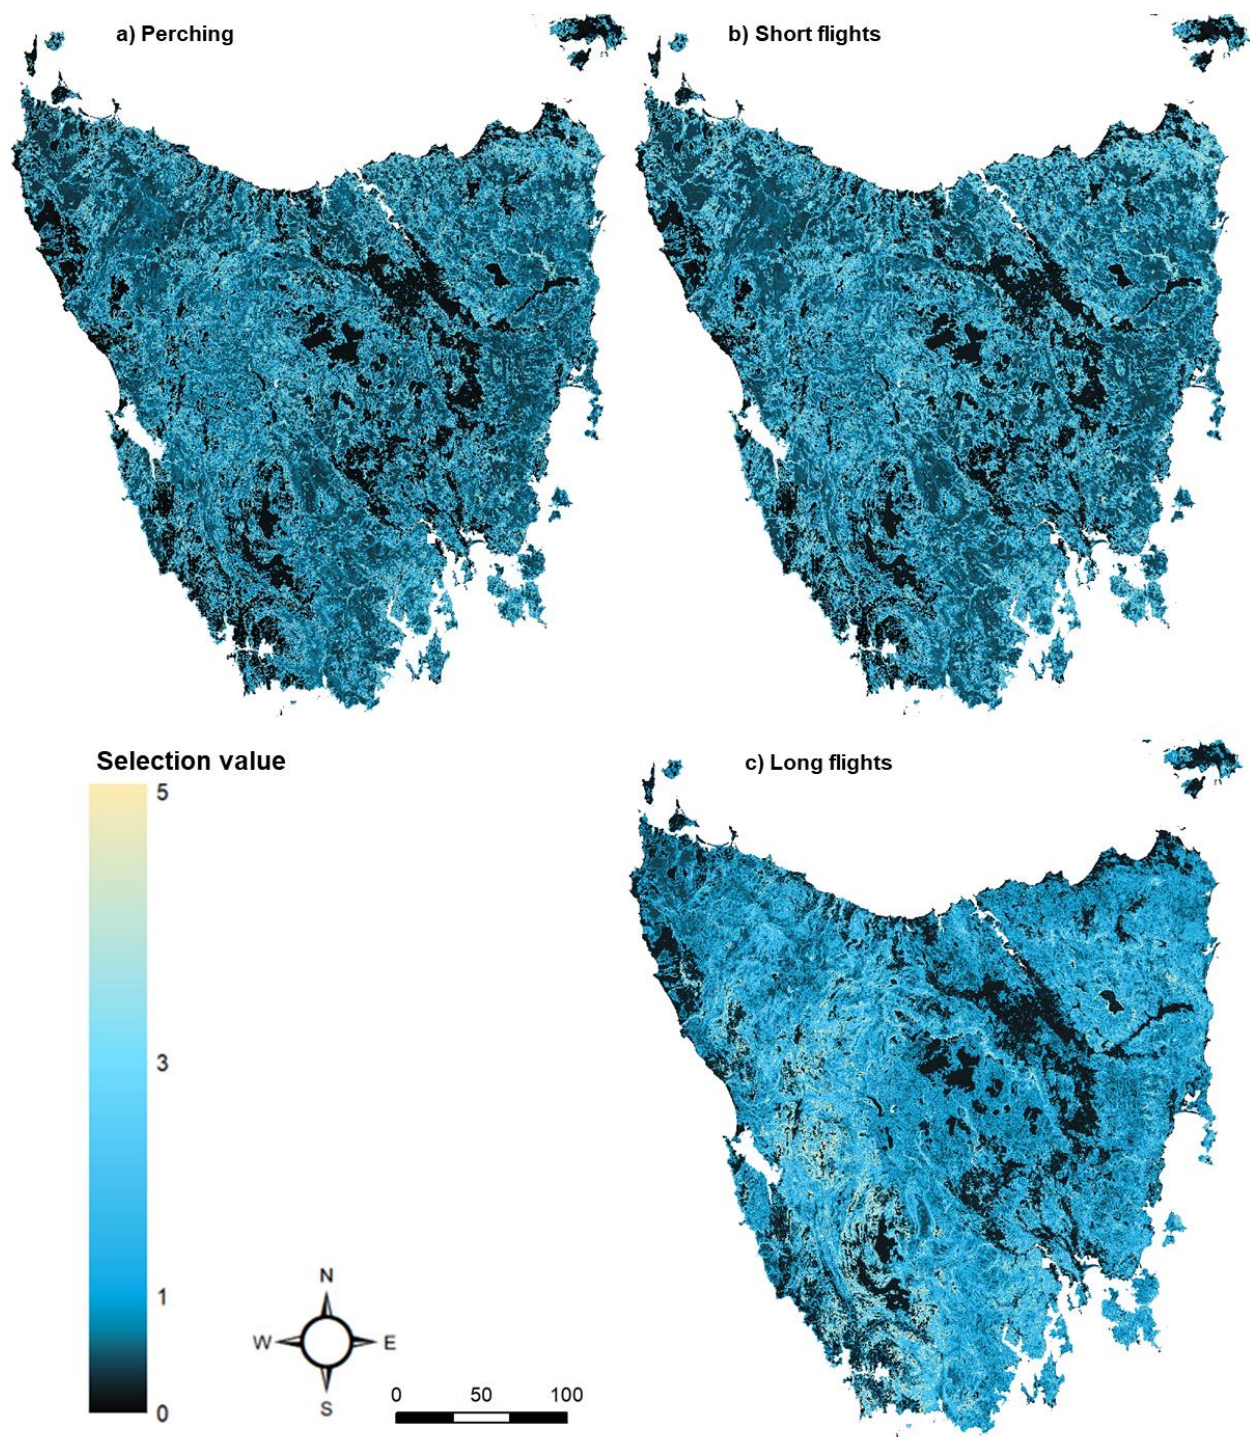 a) Perching
b) Short flights
Selection value
5
3
1
0
c) Long flights
N
W E
S
0 50 100